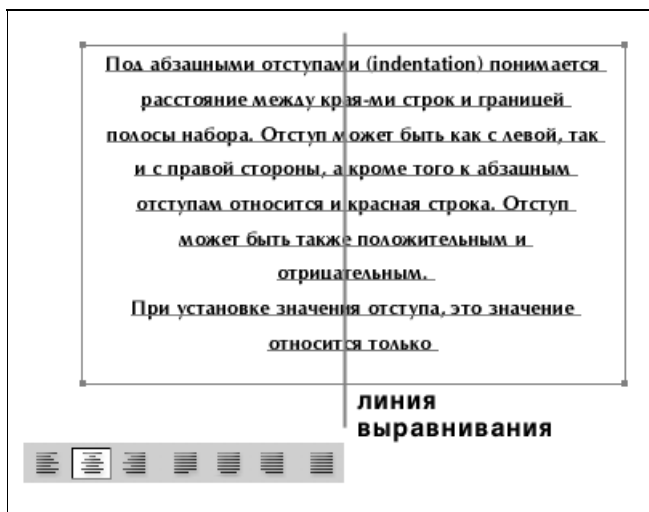 Под абзацными отступами (indentation) понимается
расстояние между края-ми строк и границей
полосы набора. Отступ может быть как с левой, так
и с правой стороны, а кроме того к абзацным
отступам относится и красная строка. Отступ
может быть также положительным и
отрицательным.
При установке значения отступа, это значение
относится только
линия
выравнивания